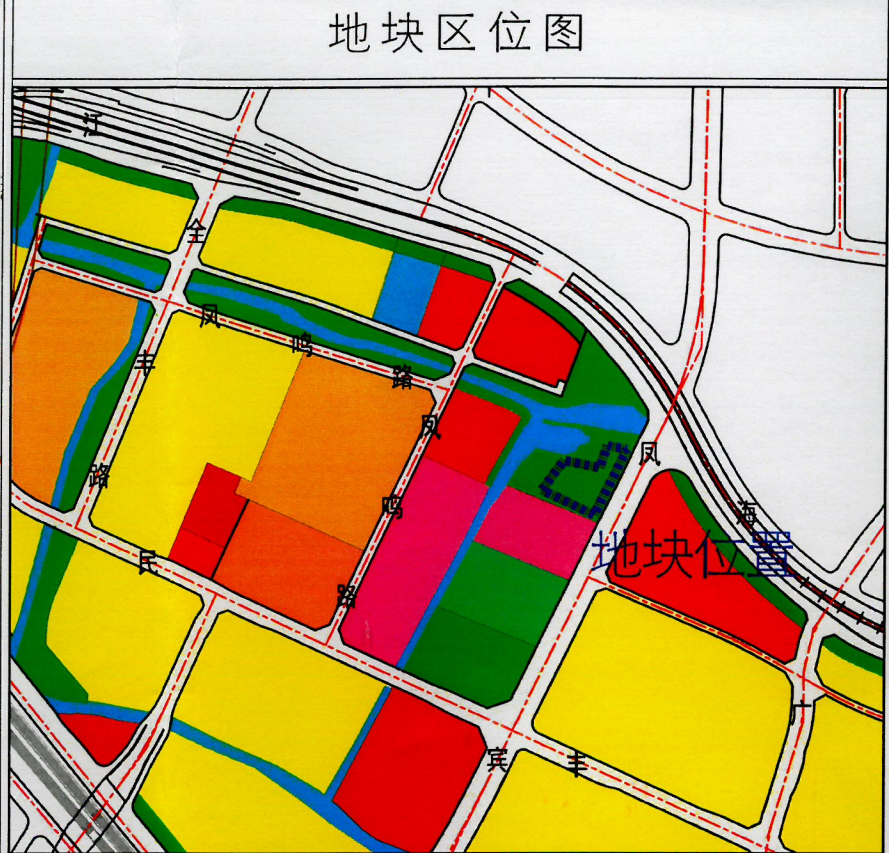 地块区位图
江
全
凤
鸣
路
丰
凤
路
鸣
凤
海
地块位置
民
路
广
宾
丰